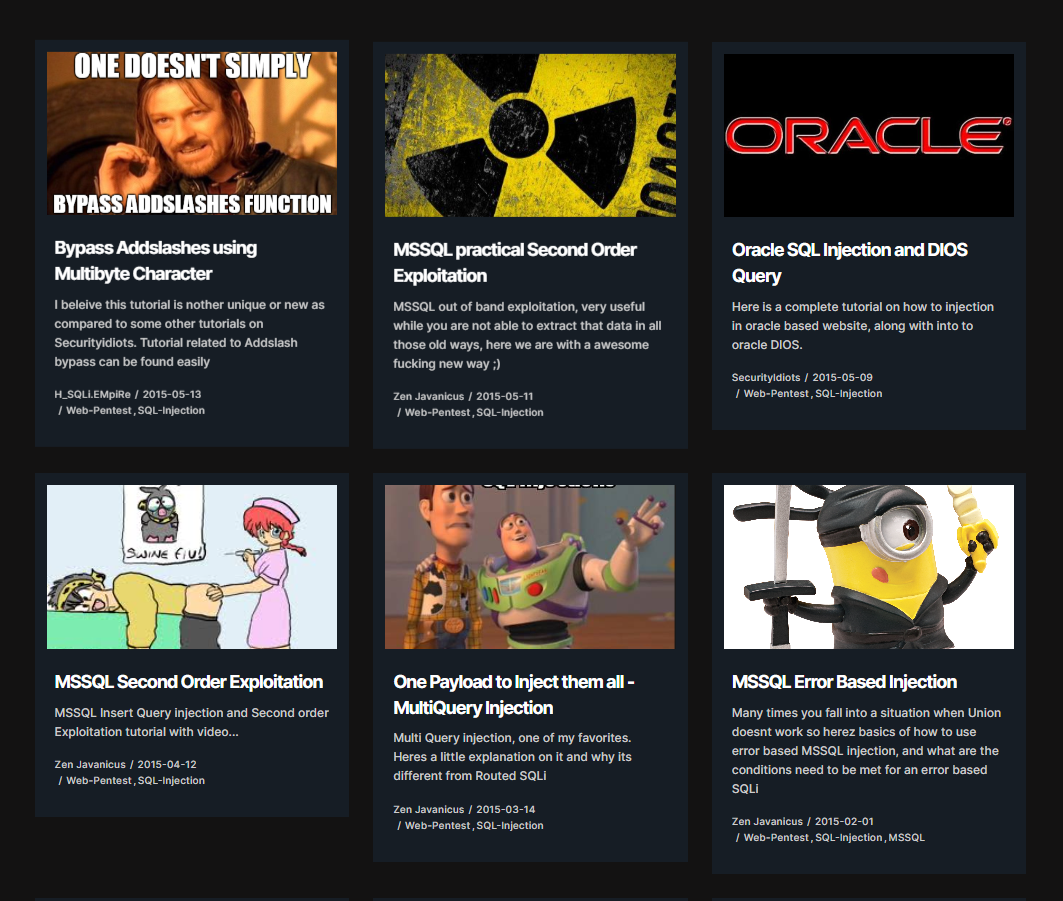 ONE DOESN'T SIMPLY
BYPASS ADDSLASHES FUNCTION
Bypass Addslashes using
Multibyte Character
I beleive this tutorial is nother unique or new as
compared to some other tutorials on
Securityidiots. Tutorial related to Addslash
bypass can be found easily
H_SQLi.EMpiRe / 2015-05-13
/ Web-Pentest , SQL-Injection
MSSQL practical Second Order
Exploitation
MSSQL out of band exploitation, very useful
while you are not able to extract that data in all
those old ways, here we are with a awesome
fucking new way ;)
Zen Javanicus / 2015-05-11
/ Web-Pentest , SQL-Injection
ORACLE®
Oracle SQL Injection and DIOS
Query
Here is a complete tutorial on how to injection
in oracle based website, along with into to
oracle DIOS.
SecurityIdiots / 2015-05-09
/ Web-Pentest , SQL-Injection
SWINE FLU!
MSSQL Second Order Exploitation
MSSQL Insert Query injection and Second order
Exploitation tutorial with video...
Zen Javanicus / 2015-04-12
/ Web-Pentest , SQL-Injection
One Payload to Inject them all -
MultiQuery Injection
Multi Query injection, one of my favorites.
Heres a little explanation on it and why its
different from Routed SQLi
Zen Javanicus / 2015-03-14
/ Web-Pentest , SQL-Injection
MSSQL Error Based Injection
Many times you fall into a situation when Union
doesnt work so herez basics of how to use
error based MSSQL injection, and what are the
conditions need to be met for an error based
SQLi
Zen Javanicus / 2015-02-01
/ Web-Pentest , SQL-Injection , MSSQL